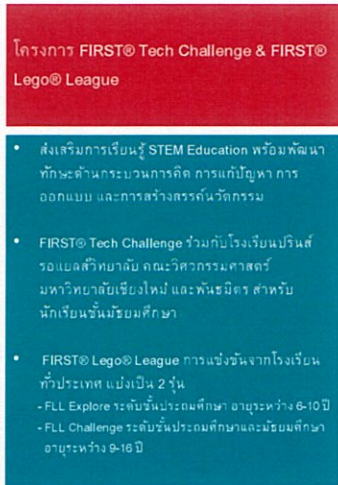 โครงการ FIRST® Tech Challenge & FIRST®
Lego® League
• ส่งเสริมการเรียนรู้ STEM Education พร้อมพัฒนา
ทักษะด้านกระบวนการคิด การแก้ปัญหา การ
ออกแบบ และการสร้างสรรค์นวัตกรรม
• FIRST® Tech Challenge ร่วมกับโรงเรียนปรินส์
รอแยลส์วิทยาลัย คณะวิศวกรรมศาสตร์
มหาวิทยาลัยเชียงใหม่ และพันธมิตร สำหรับ
นักเรียนชั้นมัธยมศึกษา
• FIRST® Lego® League การแข่งขันจากโรงเรียน
ทั่วประเทศ แบ่งเป็น 2 รุ่น
- FLL Explore ระดับชั้นประถมศึกษา อายุระหว่าง 6-10 ปี
- FLL Challenge ระดับชั้นประถมศึกษาและมัธยมศึกษา
อายุระหว่าง 9-16 ปี